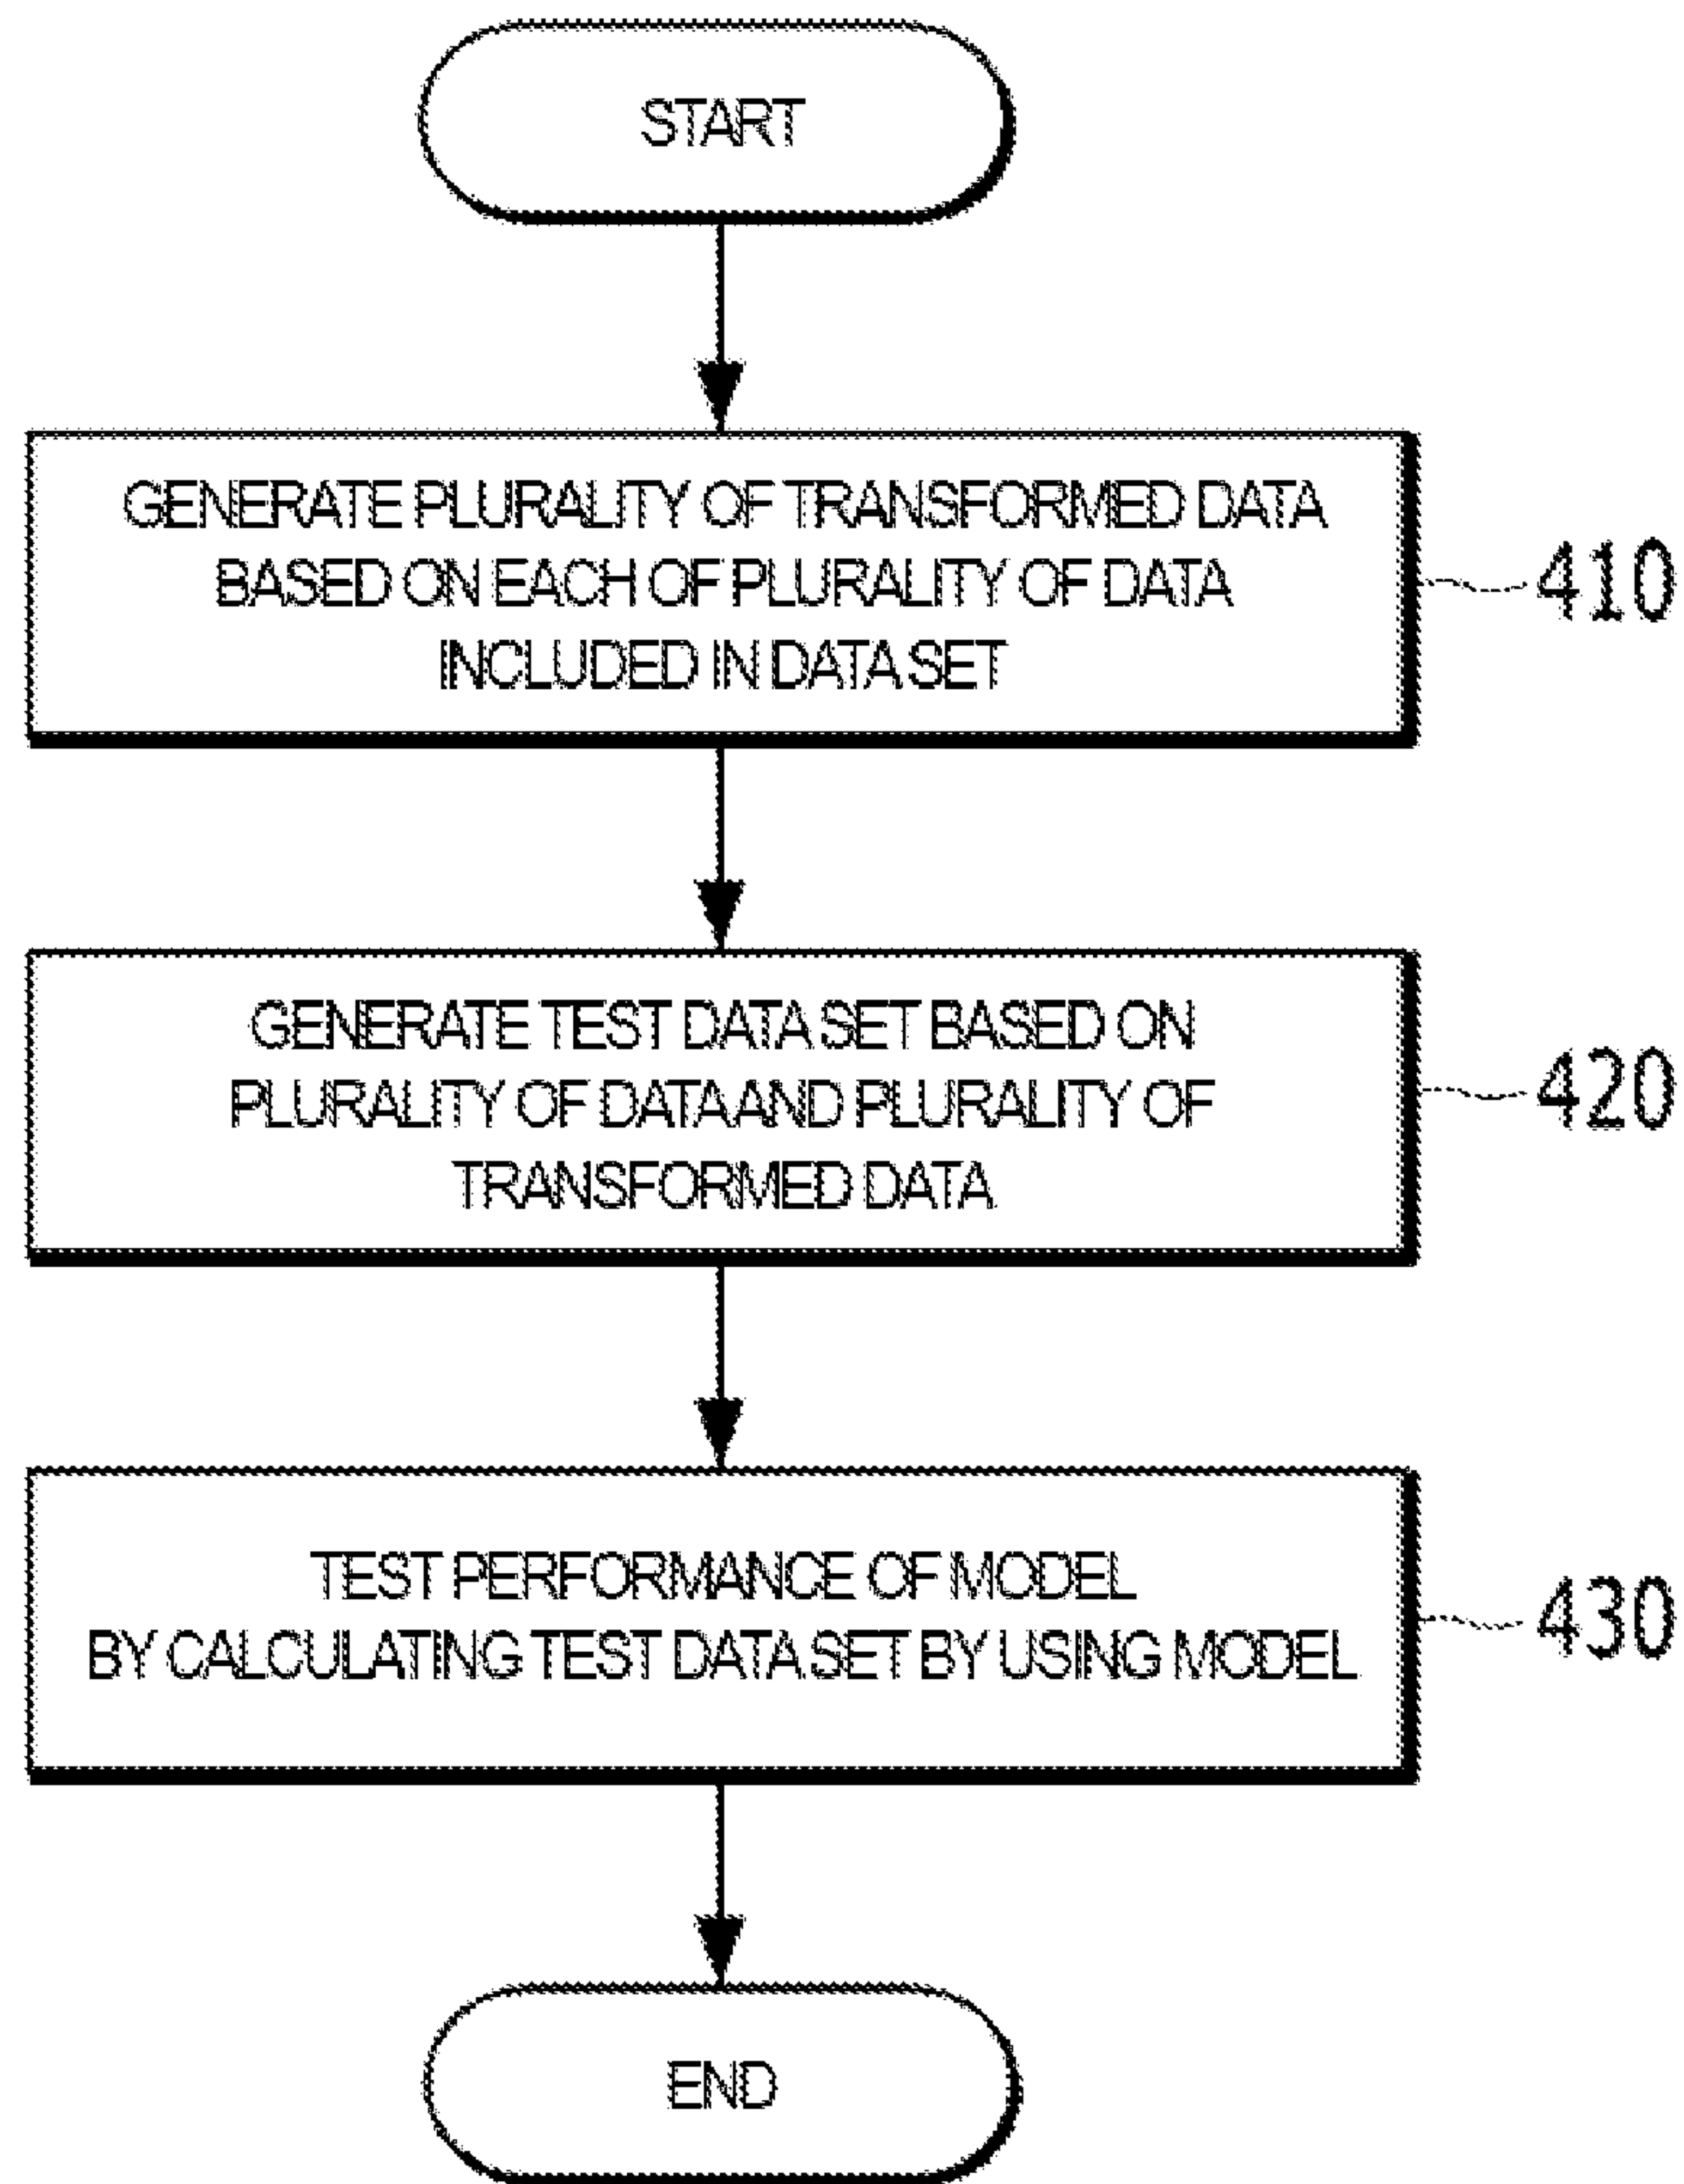 START
GENERATE PLURALITY OF TRANSFORMED DATA
BASED ON EACH OF PLURALITY OF DATA
INCLUDED IN DATA SET
410
GENERATE TEST DATA SET BASED ON
PLURALITY OF DATA AND PLURALITY OF
TRANSFORMED DATA
420
TEST PERFORMANCE OF MODEL
BY CALCULATING TEST DATA SET BY USING MODEL
430
END